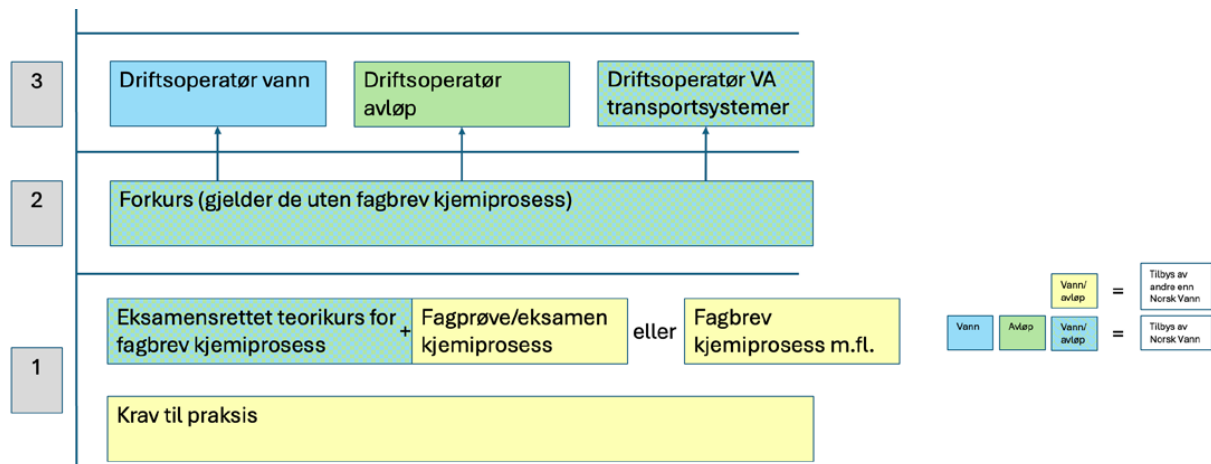 3
Driftsoperatør vann
Driftsoperatør
avløp
Driftsoperatør VA
transportsystemer
2
Forkurs (gjelder de uten fagbrev kjemiprosess)
1
Eksamensrettet teorikurs for
fagbrev kjemiprosess
+
Fagprøve/eksamen
kjemiprosess
eller
Fagbrev
kjemiprosess m.fl.
Krav til praksis
Vann/
avløp
=
Tilbys av
andre enn
Norsk Vann
Vann
Avløp
Vann/
avløp
=
Tilbys av
Norsk Vann